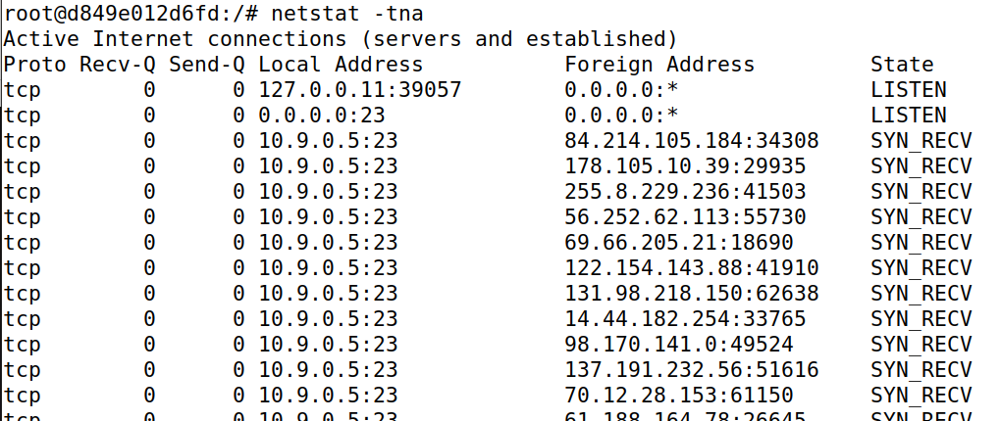 root@d849e012d6fd:/# netstat -tna
Active Internet connections (servers and established)
Proto Recv-Q Send-Q Local Address           Foreign Address         State
tcp        0      0 127.0.0.11:39057        0.0.0.0:*               LISTEN
tcp        0      0 0.0.0.0:23              0.0.0.0:*               LISTEN
tcp        0      0 10.9.0.5:23             84.214.105.184:34308    SYN_RECV
tcp        0      0 10.9.0.5:23             178.105.10.39:29935     SYN_RECV
tcp        0      0 10.9.0.5:23             255.8.229.236:41503     SYN_RECV
tcp        0      0 10.9.0.5:23             56.252.62.113:55730     SYN_RECV
tcp        0      0 10.9.0.5:23             69.66.205.21:18690      SYN_RECV
tcp        0      0 10.9.0.5:23             122.154.143.88:41910    SYN_RECV
tcp        0      0 10.9.0.5:23             131.98.218.150:62638    SYN_RECV
tcp        0      0 10.9.0.5:23             14.44.182.254:33765     SYN_RECV
tcp        0      0 10.9.0.5:23             98.170.141.0:49524      SYN_RECV
tcp        0      0 10.9.0.5:23             137.191.232.56:51616    SYN_RECV
tcp        0      0 10.9.0.5:23             70.12.28.153:61150      SYN_RECV
tcp        0      0 10.9.0.5:23             61.188.164.78:26645     SYN_RECV